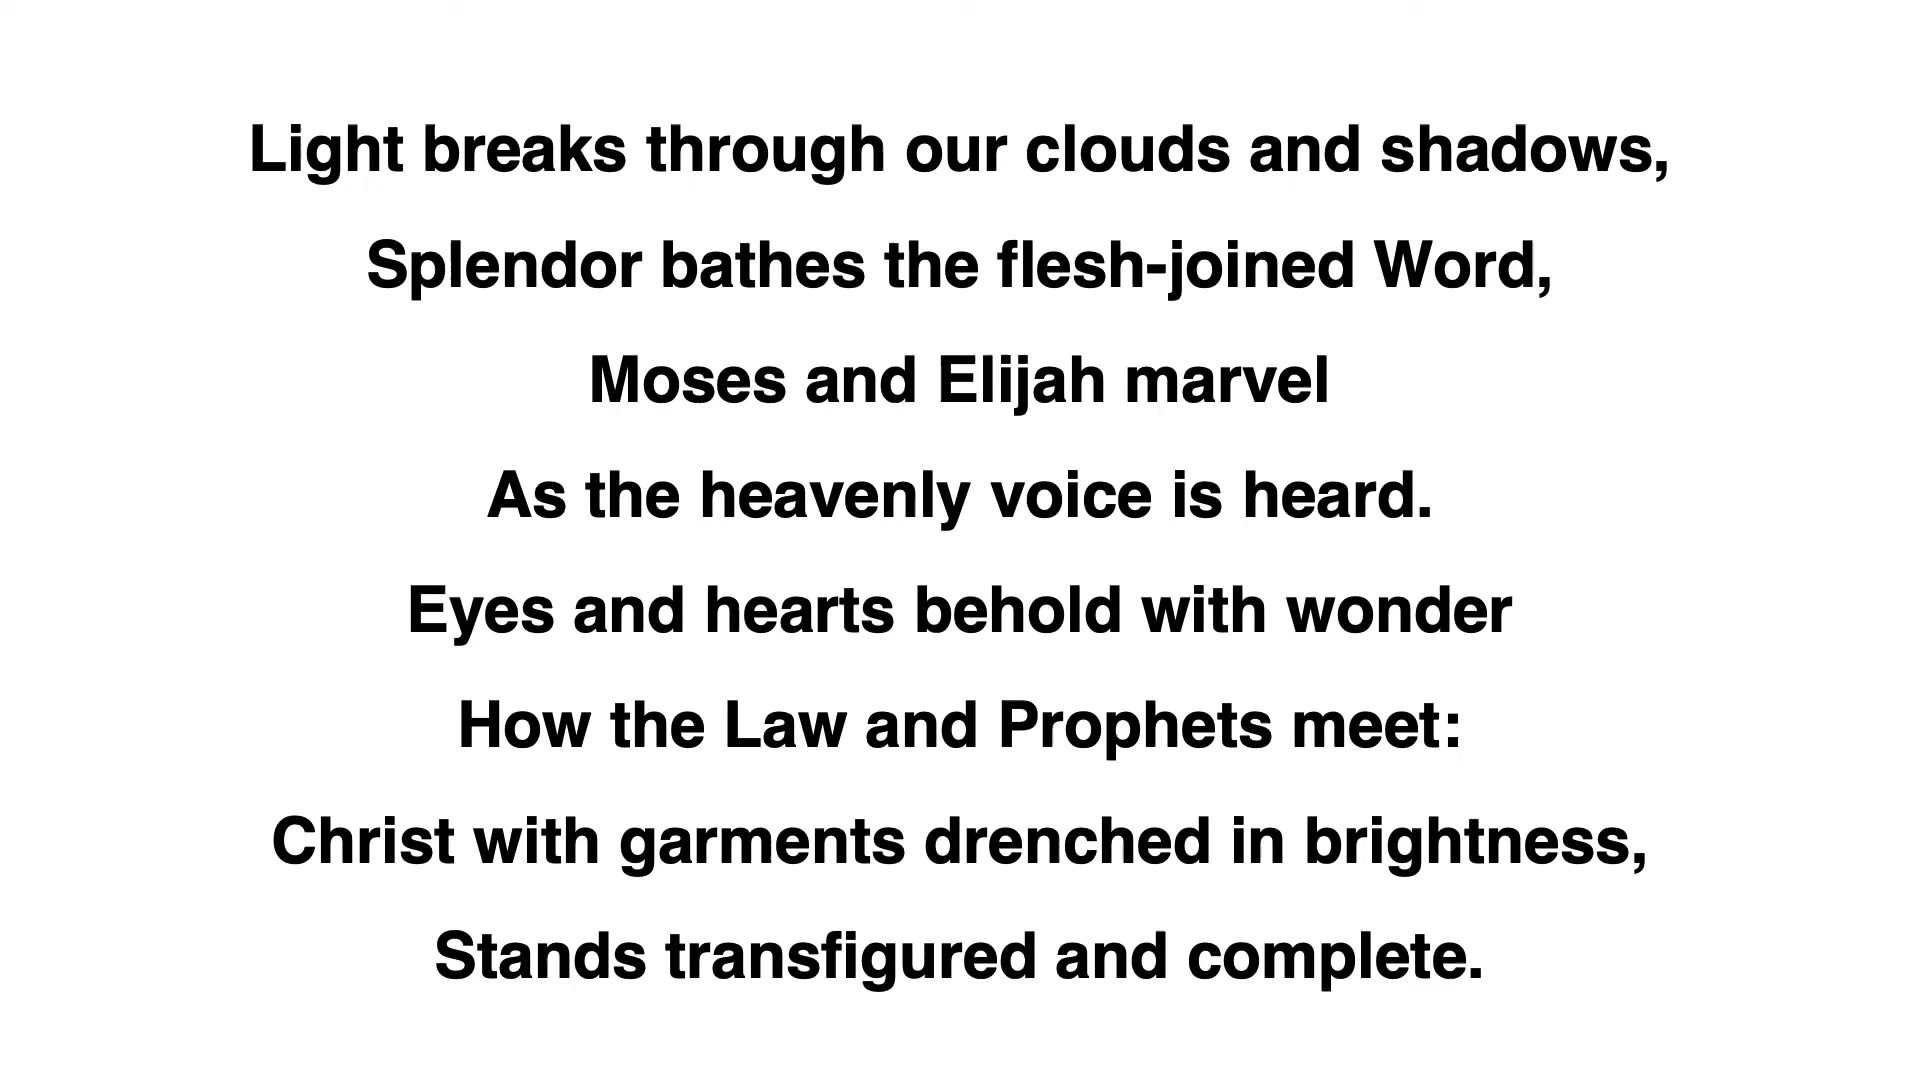 Light breaks through our clouds and shadows,
Splendor bathes the flesh-joined Word,
Moses and Elijah marvel
As the heavenly voice is heard.
Eyes and hearts behold with wonder
How the Law and Prophets meet:
Christ with garments drenched in brightness,
Stands transfigured and complete.